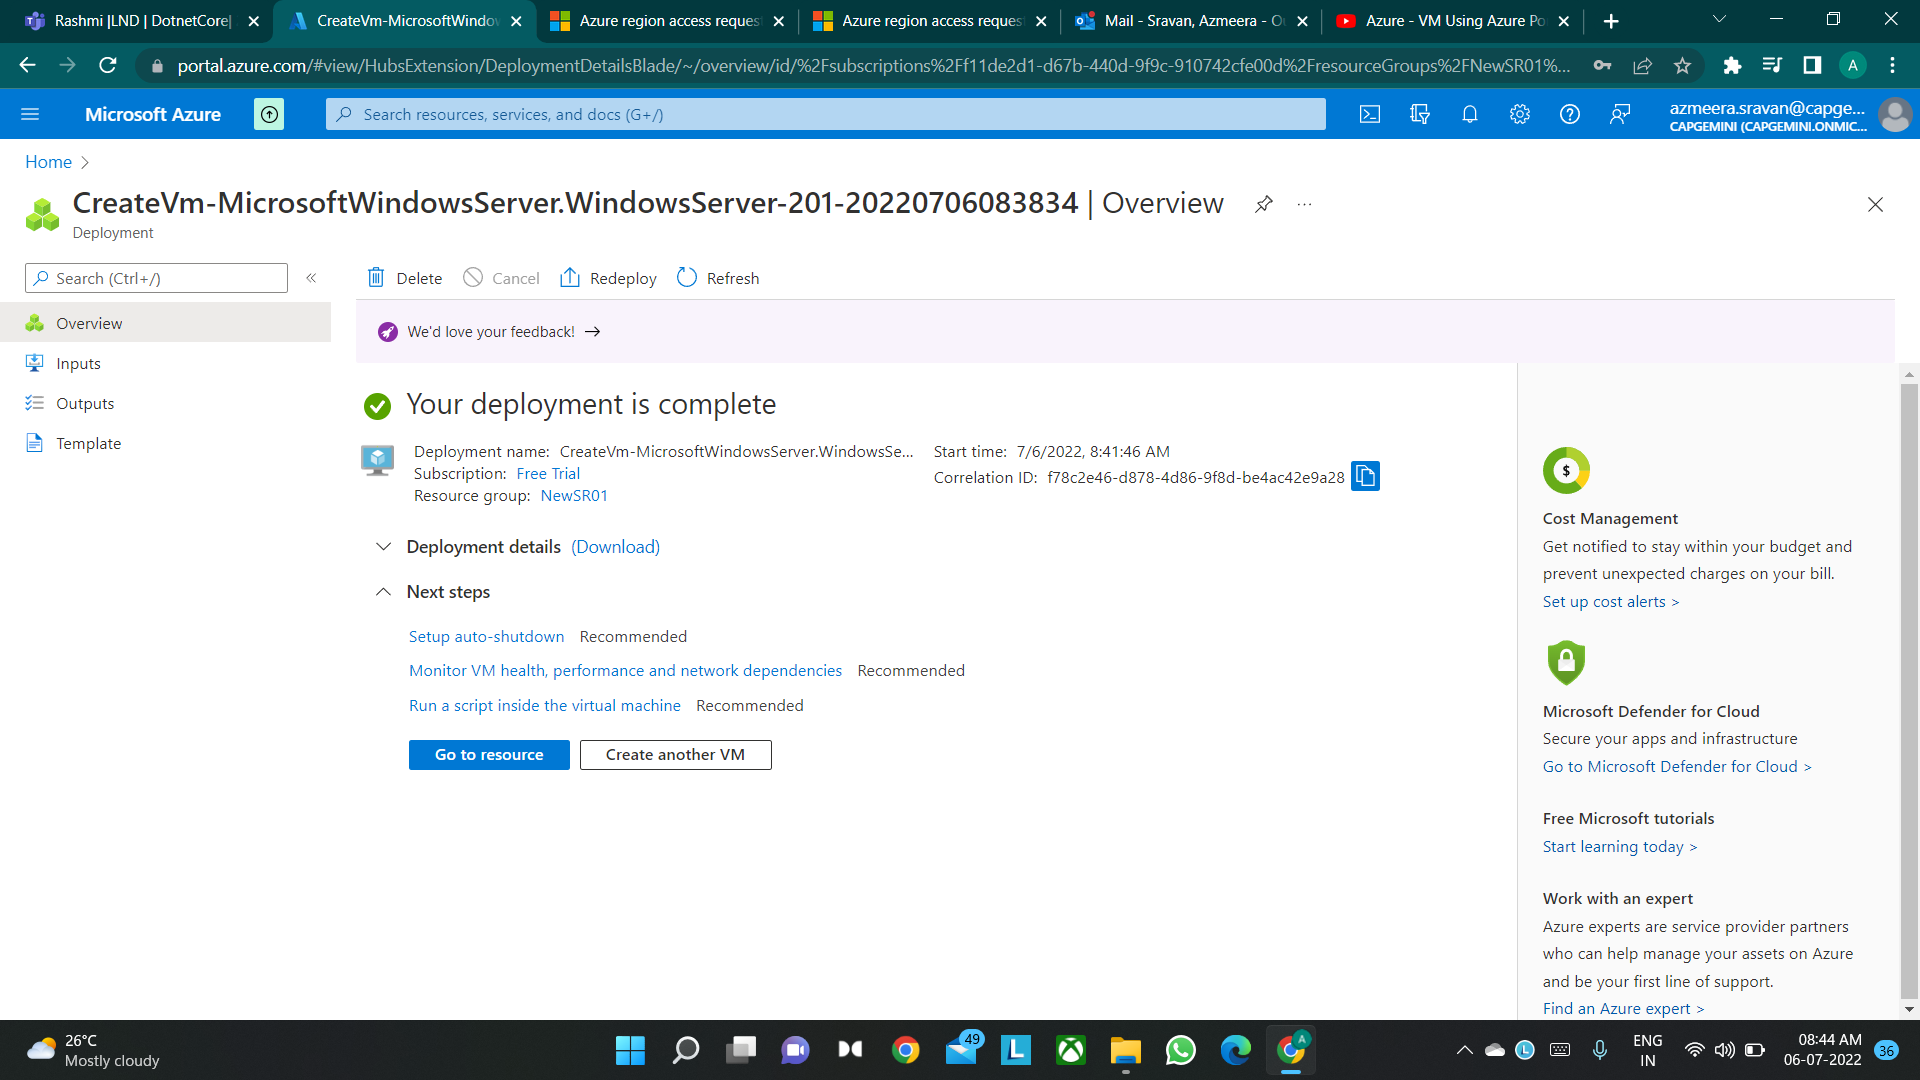 Rashmi |LND | DotnetCore|
CreateVm-MicrosoftWindow
Azure region access request
Azure region access request
Mail - Sravan, Azmeera - Ou
Azure - VM Using Azure Po
portal.azure.com/#view/HubsExtension/DeploymentDetailsBlade/~/overview/id/%2Fsubscriptions%2Ff11de2d1-d67b-440d-9f9c-910742cfe00d%2FresourceGroups%2FNewSR01%...
A
Microsoft Azure
Search resources, services, and docs (G+/)
azmeera.sravan@capge...
CAPGEMINI (CAPGEMINI.ONMIC...
Home
CreateVm-MicrosoftWindowsServer.WindowsServer-201-20220706083834 | Overview
Deployment
Search (Ctrl+/)
Overview
Inputs
Outputs
Template
Delete
Cancel
Redeploy
Refresh
We'd love your feedback! →
Your deployment is complete
Deployment name: CreateVm-MicrosoftWindowsServer.WindowsSe...
Subscription: Free Trial
Resource group: NewSR01
Start time: 7/6/2022, 8:41:46 AM
Correlation ID: f78c2e46-d878-4d86-9f8d-be4ac42e9a28
Deployment details (Download)
Next steps
Setup auto-shutdown Recommended
Monitor VM health, performance and network dependencies Recommended
Run a script inside the virtual machine Recommended
Go to resource
Create another VM
$
Cost Management
Get notified to stay within your budget and
prevent unexpected charges on your bill.
Set up cost alerts >
Microsoft Defender for Cloud
Secure your apps and infrastructure
Go to Microsoft Defender for Cloud >
Free Microsoft tutorials
Start learning today >
Work with an expert
Azure experts are service provider partners
who can help manage your assets on Azure
and be your first line of support.
Find an Azure expert >
26°C
Mostly cloudy
49
L
A
L
ENG
IN
08:44 AM
06-07-2022
36